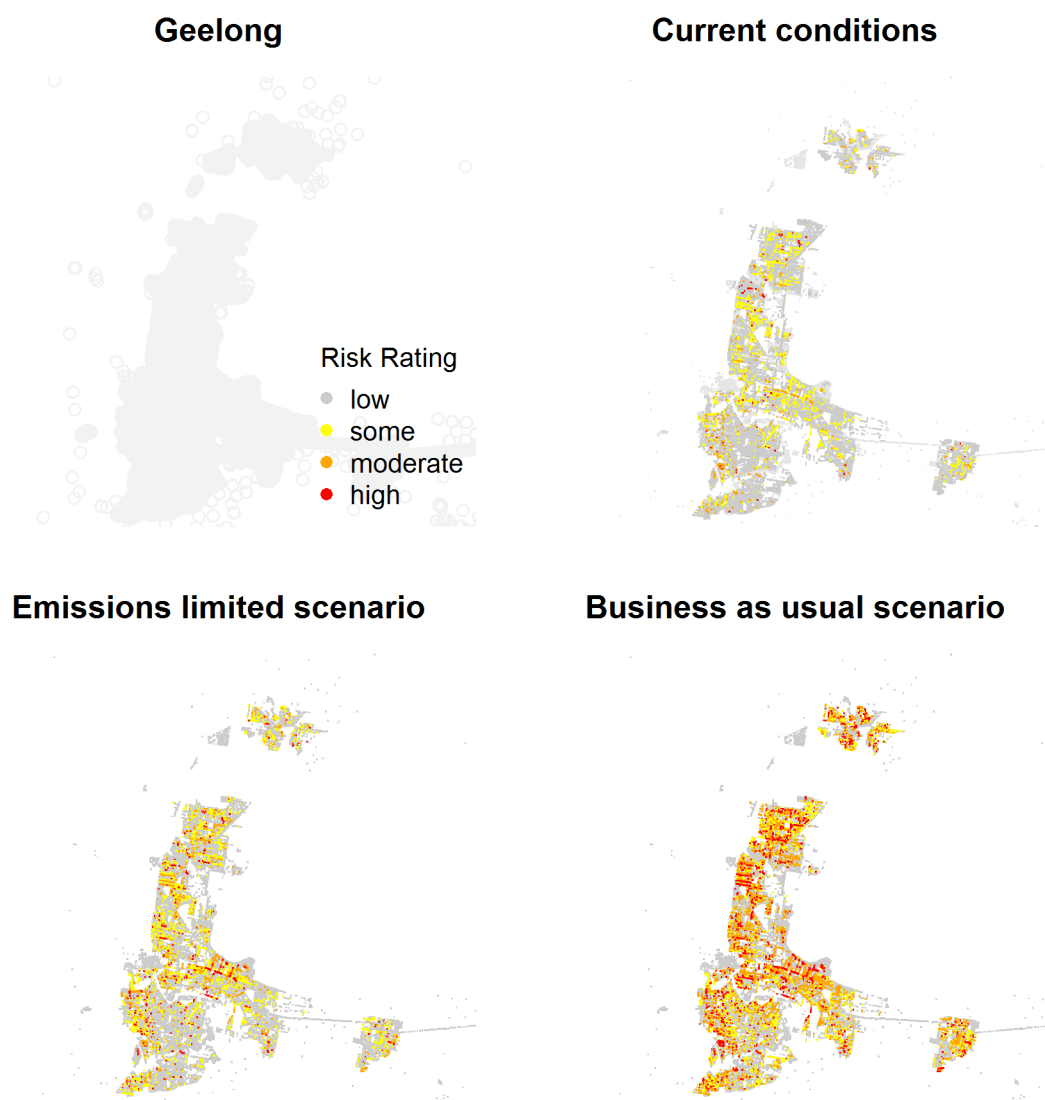 Geelong
Current conditions
Risk Rating
low
some
moderate
high
Emissions limited scenario
Business as usual scenario